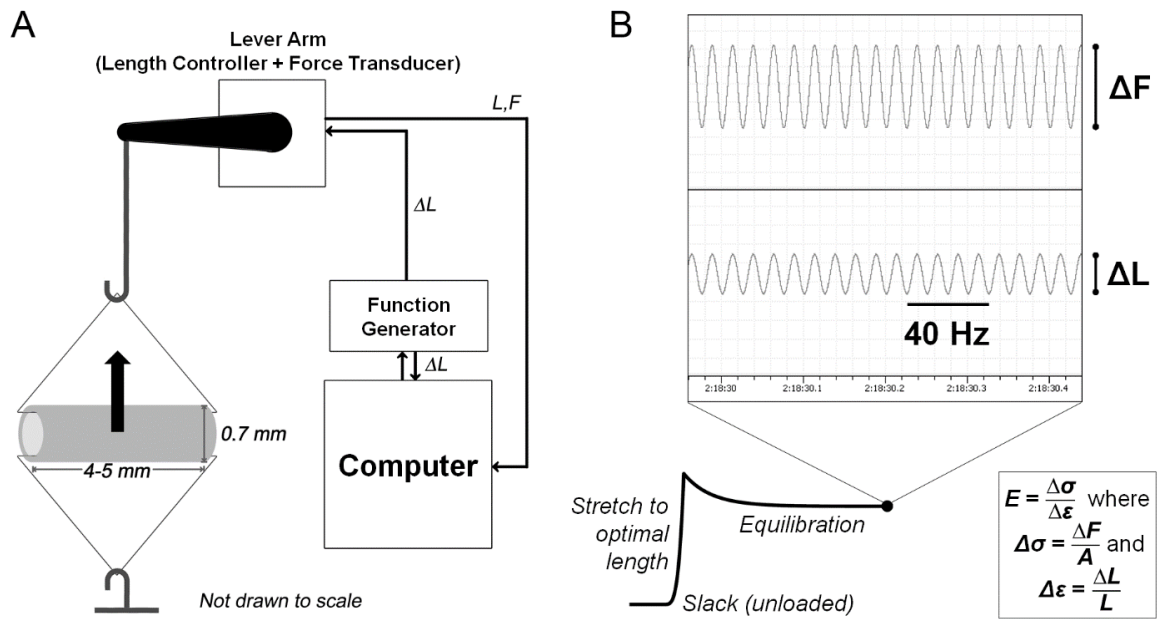 A
Lever Arm
(Length Controller + Force Transducer)
L,F
ΔL
Function
Generator
ΔL
Computer
0.7 mm
4-5 mm
Not drawn to scale
B
ΔF
ΔL
40 Hz
2:18:30
2:18:30.1
2:18:30.2
2:18:30.3
2:18:30.4
Stretch to
optimal
length
Equilibration
Slack (unloaded)
E = Δσ/Δε where
Δσ = ΔF/A and
Δε = ΔL/L